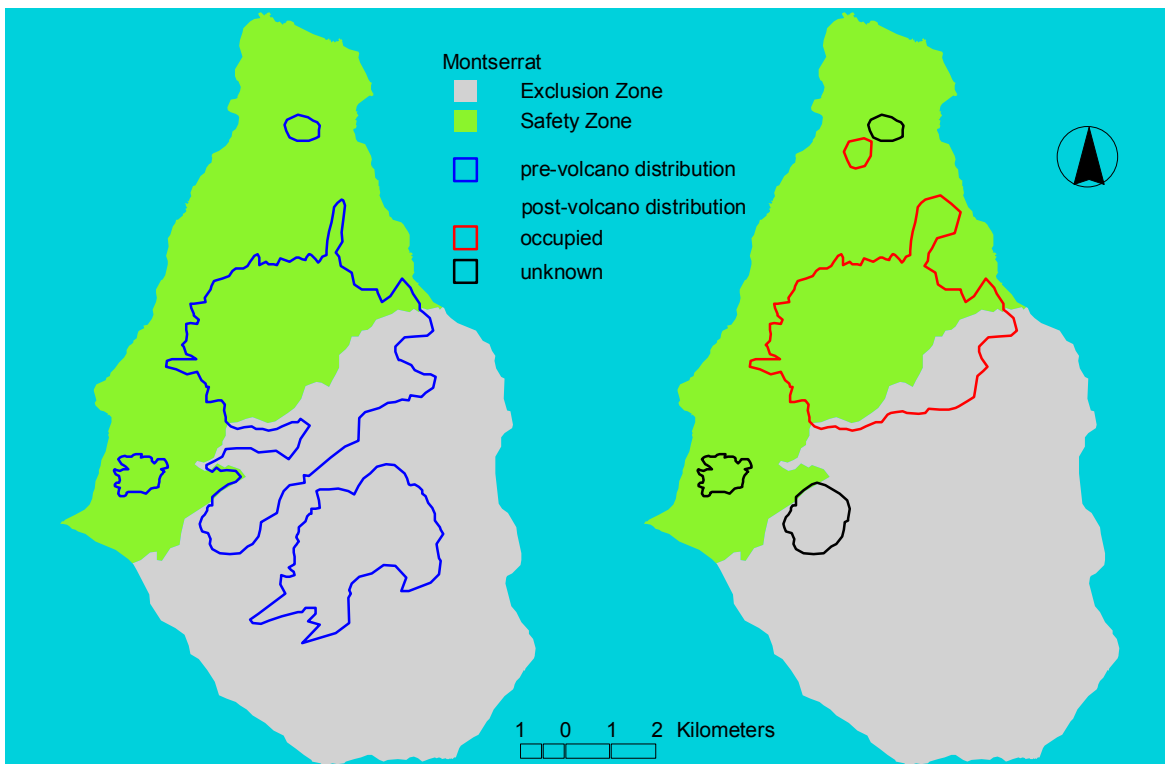 Montserrat
Exclusion Zone
Safety Zone
pre-volcano distribution
post-volcano distribution
occupied
unknown
1 0 1 2 Kilometers